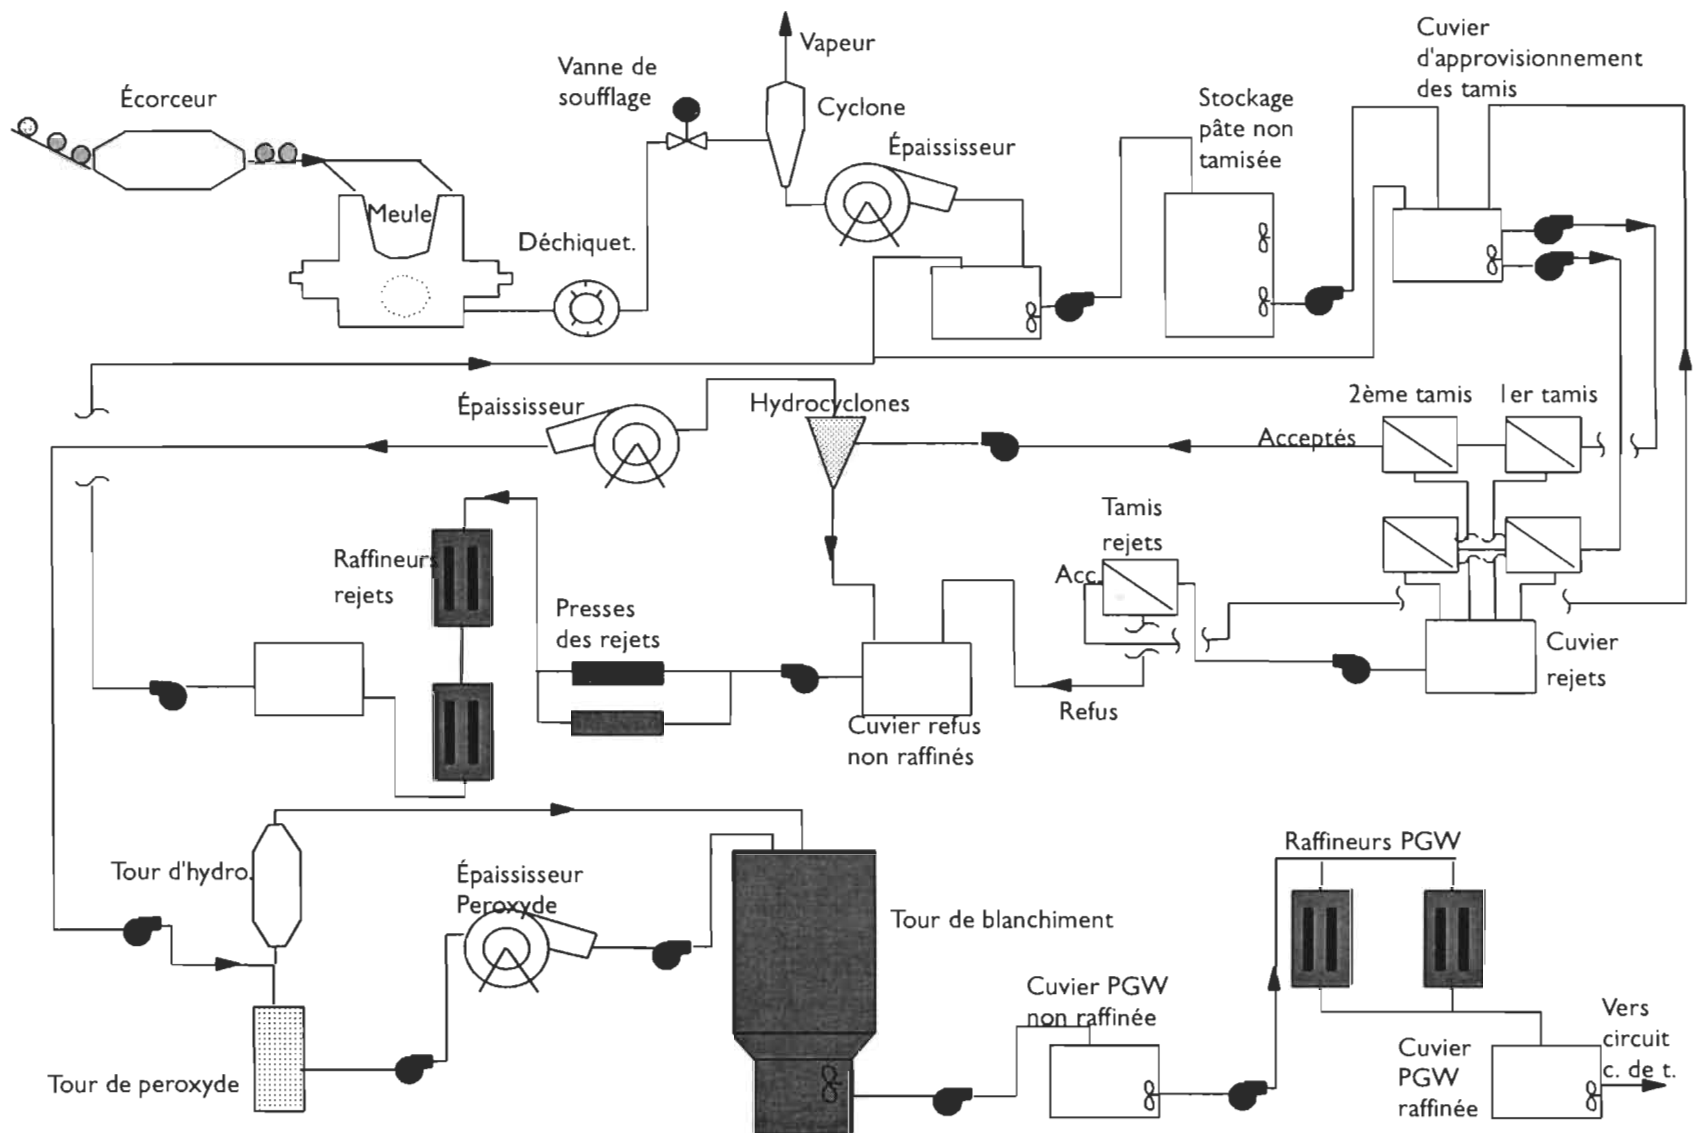 Écorceur
Vanne de
soufflage
Vapeur
Cyclone
Épaississeur
Stockage
pâte non
tamisée
Cuvier
d'approvisionnement
des tamis
Meule
Déchiquet.
Épaississeur
Hydrocyclones
2ème tamis
1er tamis
Acceptés
Tamis
rejets
Acc.
Raffineurs
rejets
Presses
des rejets
Refus
Cuvier
rejets
Cuvier refus
non raffinés
Tour d'hydro.
Épaississeur
Peroxyde
Tour de blanchiment
Raffineurs PGW
Cuvier PGW
non raffinée
Tour de peroxyde
Cuvier
PGW
raffinée
Vers
circuit
c. de t.